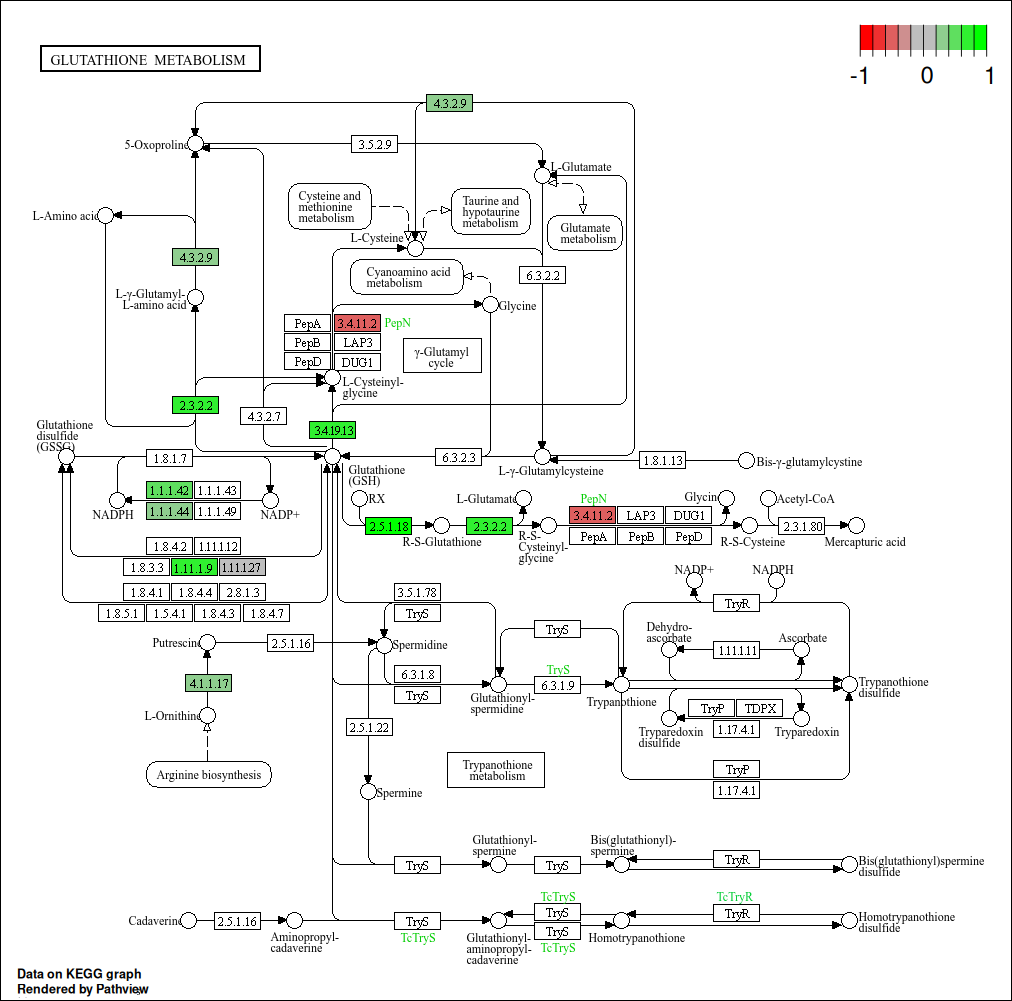 GLUTATHIONE METABOLISM
-1 0 1
4.3.2.9
5-Oxoproline
3.5.2.9
L-Glutamate
Cysteine and
methionine
metabolism
Taurine and
hypotaurine
metabolism
L-Amino acid
Glutamate
metabolism
L-Cysteine
4.3.2.9
Cyanoamino acid
metabolism
6.3.2.2
L-γ-Glutamyl-
L-amino acid
Glycine
PepA 3.4.11.2 PepN
PepB LAP3
PepD DUG1
γ-Glutamyl
cycle
L-Cysteinyl-
glycine
2.3.2.2
4.3.2.7
3.4.19.13
Glutathione
disulfide
(GSSG)
1.8.1.7
6.3.2.3
1.8.1.13
Bis-γ-glutamylcystine
Glutathione
(GSH)
L-γ-Glutamylcysteine
1.1.1.42 1.1.1.43
1.1.1.44 1.1.1.49
NADPH
NADP+
RX
L-Glutamate
PepN
Glycin
Acetyl-CoA
2.5.1.18
2.3.2.2
3.4.11.2 LAP3 DUG1
PepA PepB PepD
2.3.1.80
R-S-Glutathione
R-S-
Cysteinyl-
glycine
R-S-Cysteine
Mercapturic acid
1.8.4.2 1.11.1.12
1.8.3.3 1.11.1.9 1.11.1.27
1.8.4.1 1.8.4.4 2.8.1.3
1.8.5.1 1.5.4.1 1.8.4.3 1.8.4.7
3.5.1.78
TryS
NADP+
NADPH
TryR
Putrescine
2.5.1.16
Spermidine
TryS
Dehydro-
ascorbate
1.11.1.11
Ascorbate
4.1.1.17
6.3.1.8
TryS
TryS
6.3.1.9
Glutathionyl-
spermidine
Trypanothione
Trypanothione
disulfide
L-Ornithine
2.5.1.22
TryP TDPX
1.17.4.1
Tryparedoxin
disulfide
Tryparedoxin
Arginine biosynthesis
Trypanothione
metabolism
TryP
1.17.4.1
Spermine
Glutathionyl-
spermine
Bis(glutathionyl)-
spermine
TryS
TryS
TryR
Bis(glutathionyl)spermine
disulfide
Cadaverine
2.5.1.16
Aminopropyl-
cadaverine
TryS
TcTryS
TcTryS
TryS
TryS
TcTryS
Glutathionyl-
aminopropyl-
cadaverine
Homotrypanothione
TcTryR
TryR
Homotrypanothione
disulfide
Data on KEGG graph
Rendered by Pathview